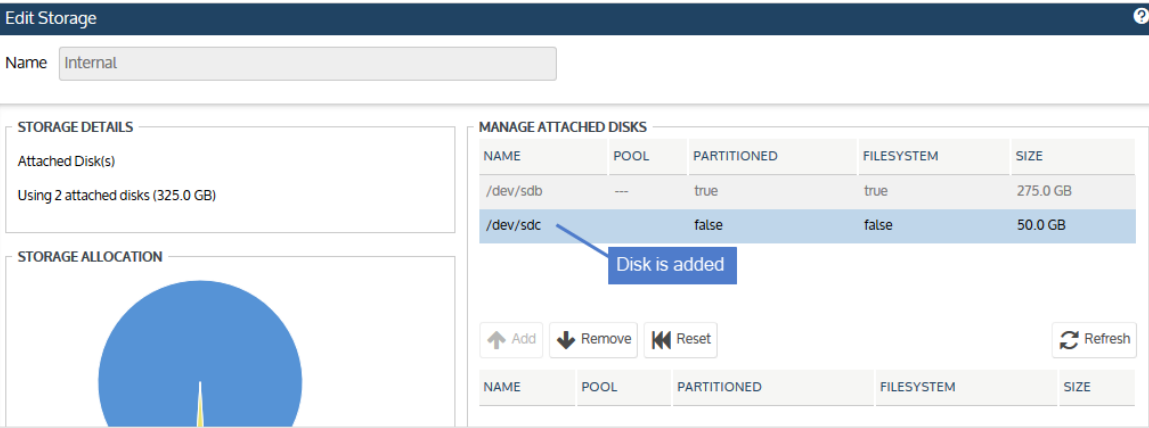 Edit Storage
Name Internal
STORAGE DETAILS
Attached Disk(s)
Using 2 attached disks (325.0 GB)
STORAGE ALLOCATION
MANAGE ATTACHED DISKS
NAME POOL PARTITIONED FILESYSTEM SIZE
/dev/sdb --- true true 275.0 GB
/dev/sdc false false 50.0 GB
Disk is added
Add Remove Reset Refresh
NAME POOL PARTITIONED FILESYSTEM SIZE